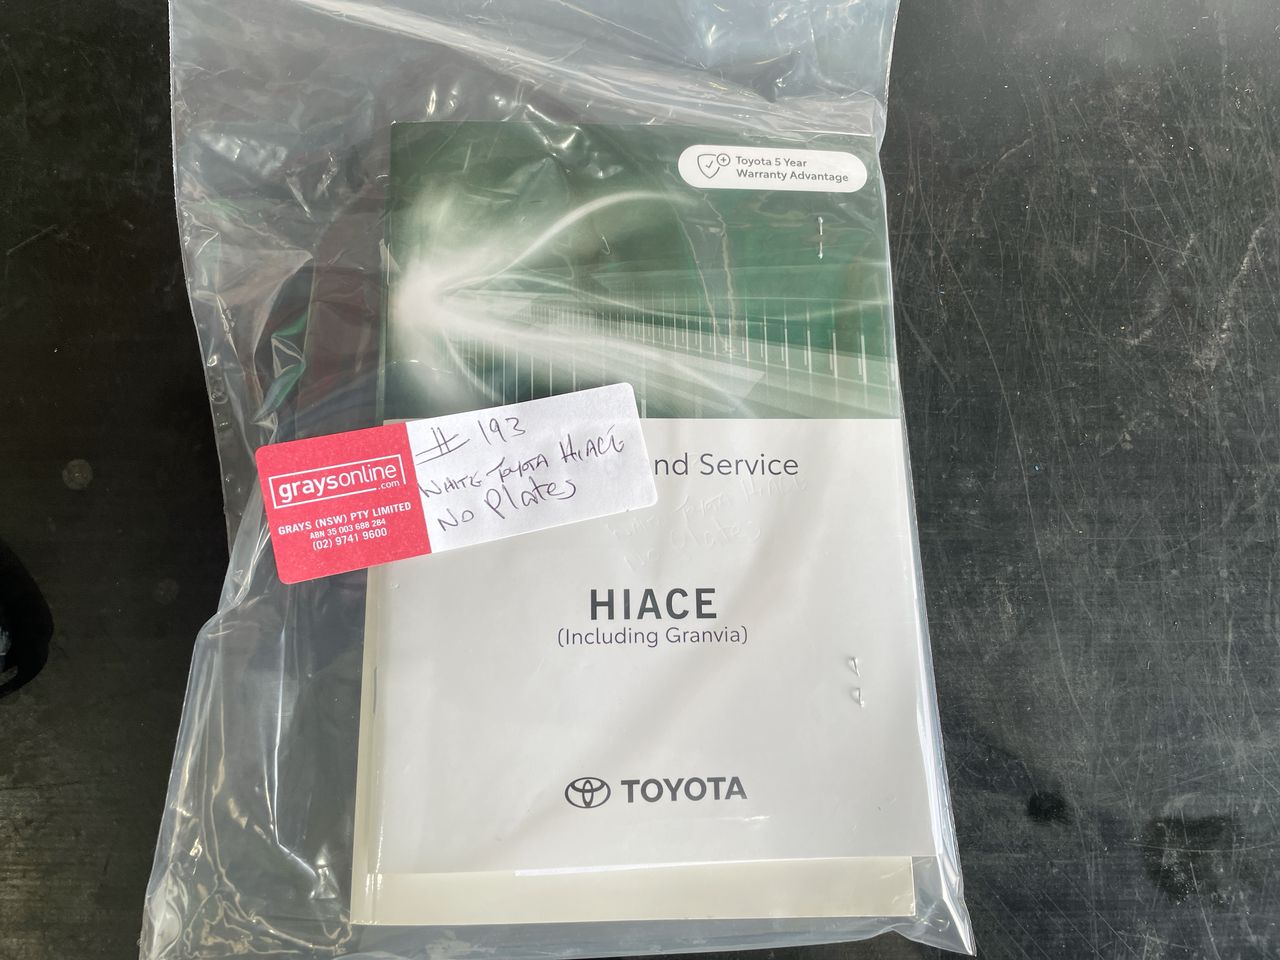 Toyota 5 Year
Warranty Advantage
# 193
WHITE TOYOTA HIACE
No Plates
graysonline
.com
GRAYS (NSW) PTY LIMITED
ABN 35 003 688 284
(02) 9741 9600
nd Service
HIACE
(Including Granvia)
TOYOTA